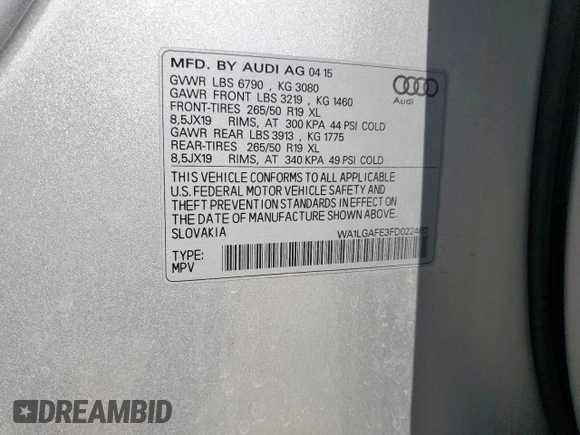 MFD. BY AUDI AG 04 15
GVWR LBS 6790 , KG 3080
GAWR FRONT LBS 3219 , KG 1460
FRONT-TIRES 265/50 R19 XL
8,5JX19 RIMS, AT 300 KPA 44 PSI COLD
GAWR REAR LBS 3913 , KG 1775
REAR-TIRES 265/50 R19 XL
8,5JX19 RIMS, AT 340 KPA 49 PSI COLD
Audi
THIS VEHICLE CONFORMS TO ALL APPLICABLE
U.S. FEDERAL MOTOR VEHICLE SAFETY AND
THEFT PREVENTION STANDARDS IN EFFECT ON
THE DATE OF MANUFACTURE SHOWN ABOVE.
SLOVAKIA
TYPE:
MPV
DREAMBID